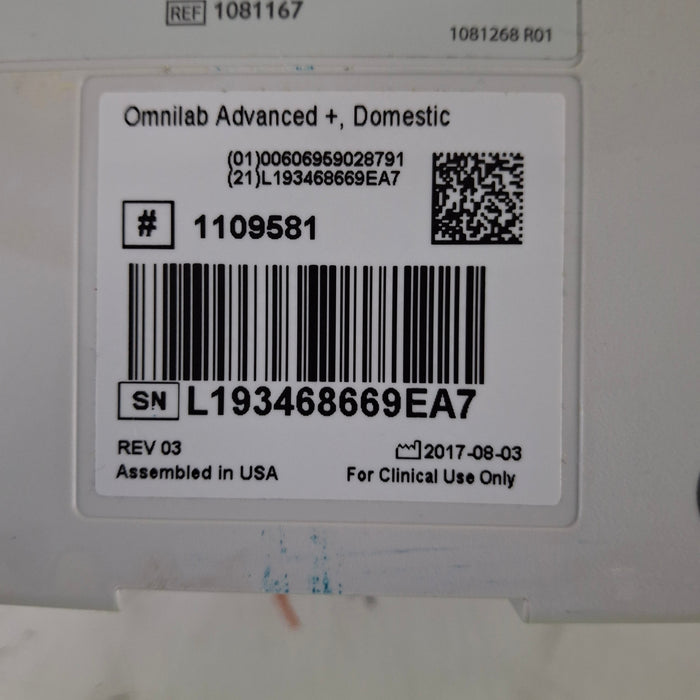 REF 1081167
1081268 R01
Omnilab Advanced +, Domestic
(01)00606959028791
(21)L193468669EA7
# 1109581
SN L193468669EA7
REV 03
2017-08-03
Assembled in USA
For Clinical Use Only